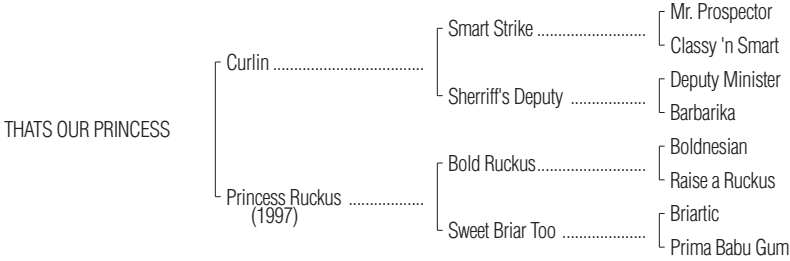 Mr. Prospector
Smart Strike ..........................
Classy 'n Smart
Curlin ....................................
Deputy Minister
Sherriff's Deputy ..................
Barbarika
THATS OUR PRINCESS
Boldnesian
Bold Ruckus..........................
Raise a Ruckus
Princess Ruckus ..................
(1997)
Briartic
Sweet Briar Too ....................
Prima Babu Gum